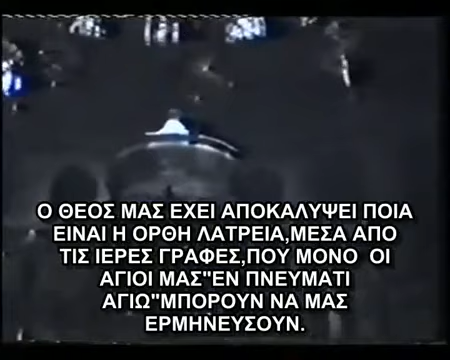 Ο ΘΕΟΣ ΜΑΣ ΕΧΕΙ ΑΠΟΚΑΛΥΨΕΙ ΠΟΙΑ
ΕΙΝΑΙ Η ΟΡΘΗ ΛΑΤΡΕΙΑ,ΜΕΣΑ ΑΠΟ
ΤΙΣ ΙΕΡΕΣ ΓΡΑΦΕΣ,ΠΟΥ ΜΟΝΟ ΟΙ
ΑΓΙΟΙ ΜΑΣ"ΕΝ ΠΝΕΥΜΑΤΙ
ΑΓΙΩ"ΜΠΟΡΟΥΝ ΝΑ ΜΑΣ
ΕΡΜΗΝΕΥΣΟΥΝ.